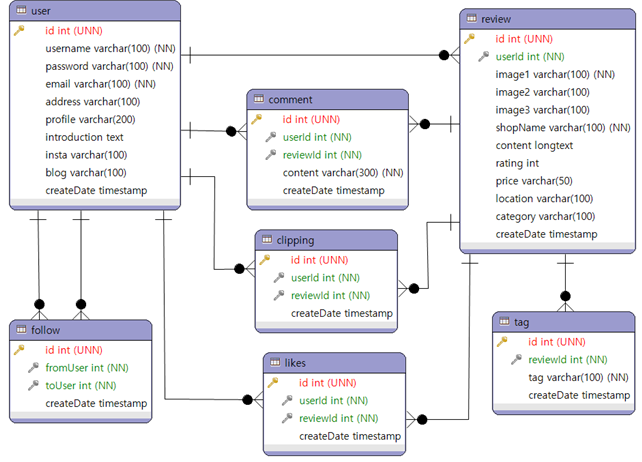 user
id int (UNN)
username varchar(100) (NN)
password varchar(100) (NN)
email varchar(100) (NN)
address varchar(100)
profile varchar(200)
introduction text
insta varchar(100)
blog varchar(100)
createDate timestamp
comment
id int (UNN)
userId int (NN)
reviewId int (NN)
content varchar(300) (NN)
createDate timestamp
review
id int (UNN)
userId int (NN)
image1 varchar(100) (NN)
image2 varchar(100)
image3 varchar(100)
shopName varchar(100) (NN)
content longtext
rating int
price varchar(50)
location varchar(100)
category varchar(100)
createDate timestamp
clipping
id int (UNN)
userId int (NN)
reviewId int (NN)
createDate timestamp
follow
id int (UNN)
fromUser int (NN)
toUser int (NN)
createDate timestamp
likes
id int (UNN)
userId int (NN)
reviewId int (NN)
createDate timestamp
tag
id int (UNN)
reviewId int (NN)
tag varchar(100) (NN)
createDate timestamp